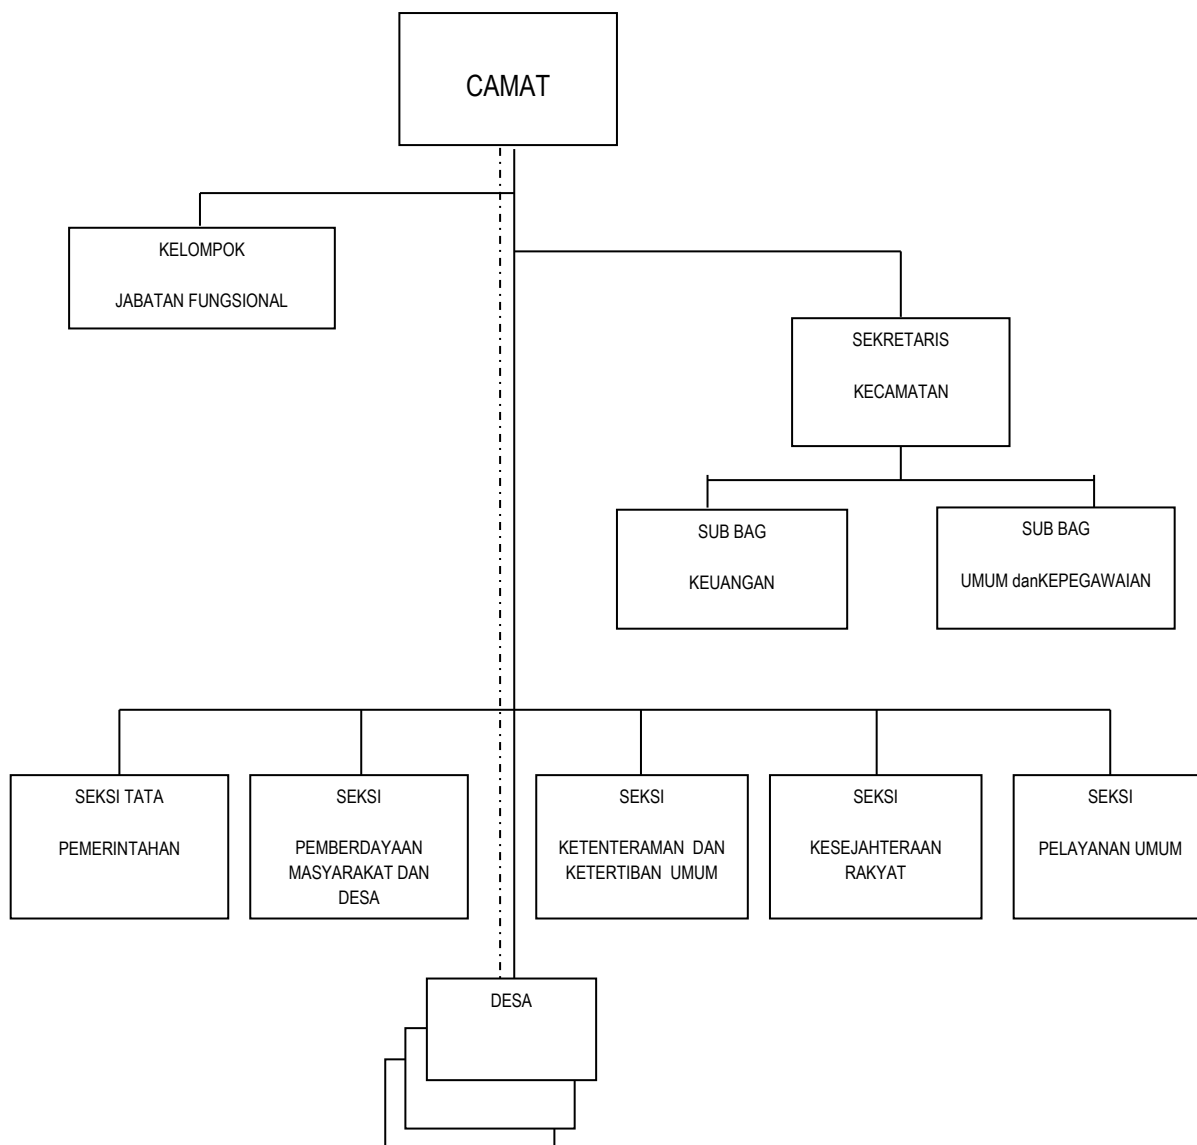 CAMAT
KELOMPOK
JABATAN FUNGSIONAL
SEKRETARIS
KECAMATAN
SUB BAG
KEUANGAN
SUB BAG
UMUM danKEPEGAWAIAN
SEKSI TATA
PEMERINTAHAN
SEKSI
PEMBERDAYAAN
MASYARAKAT DAN
DESA
SEKSI
KETENTERAMAN DAN
KETERTIBAN UMUM
SEKSI
KESEJAHTERAAN
RAKYAT
SEKSI
PELAYANAN UMUM
DESA